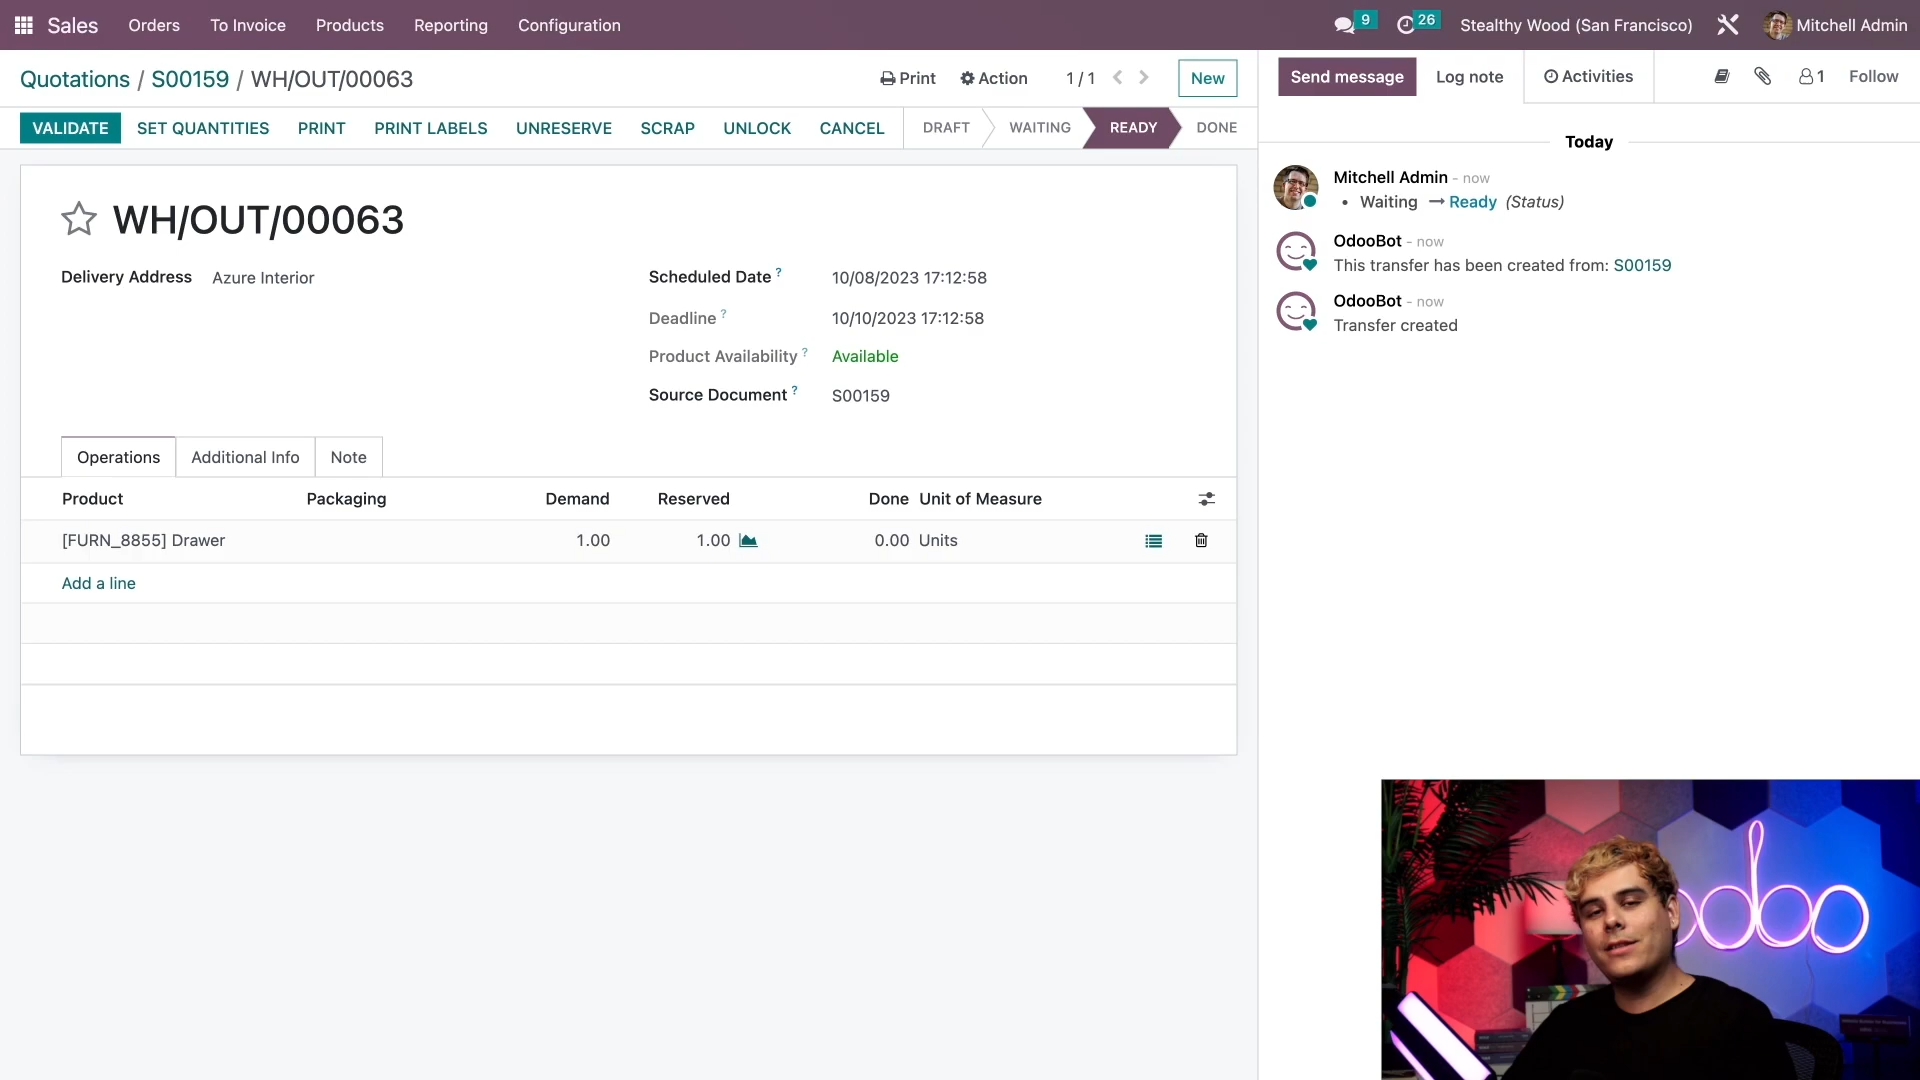 Sales Orders To Invoice Products Reporting Configuration 9 26 Stealthy Wood (San Francisco) Mitchell Admin
Quotations / S00159 / WH/OUT/00063 Print Action 1 / 1 New
Send message Log note Activities 1 Follow
VALIDATE SET QUANTITIES PRINT PRINT LABELS UNRESERVE SCRAP UNLOCK CANCEL DRAFT WAITING READY DONE
WH/OUT/00063
Delivery Address Azure Interior
Scheduled Date ? 10/08/2023 17:12:58
Deadline ? 10/10/2023 17:12:58
Product Availability ? Available
Source Document ? S00159
Operations Additional Info Note
Product Packaging Demand Reserved Done Unit of Measure
[FURN_8855] Drawer 1.00 1.00 0.00 Units
Add a line
Today
Mitchell Admin - now
• Waiting → Ready (Status)
OdooBot - now
This transfer has been created from: S00159
OdooBot - now
Transfer created
odoo